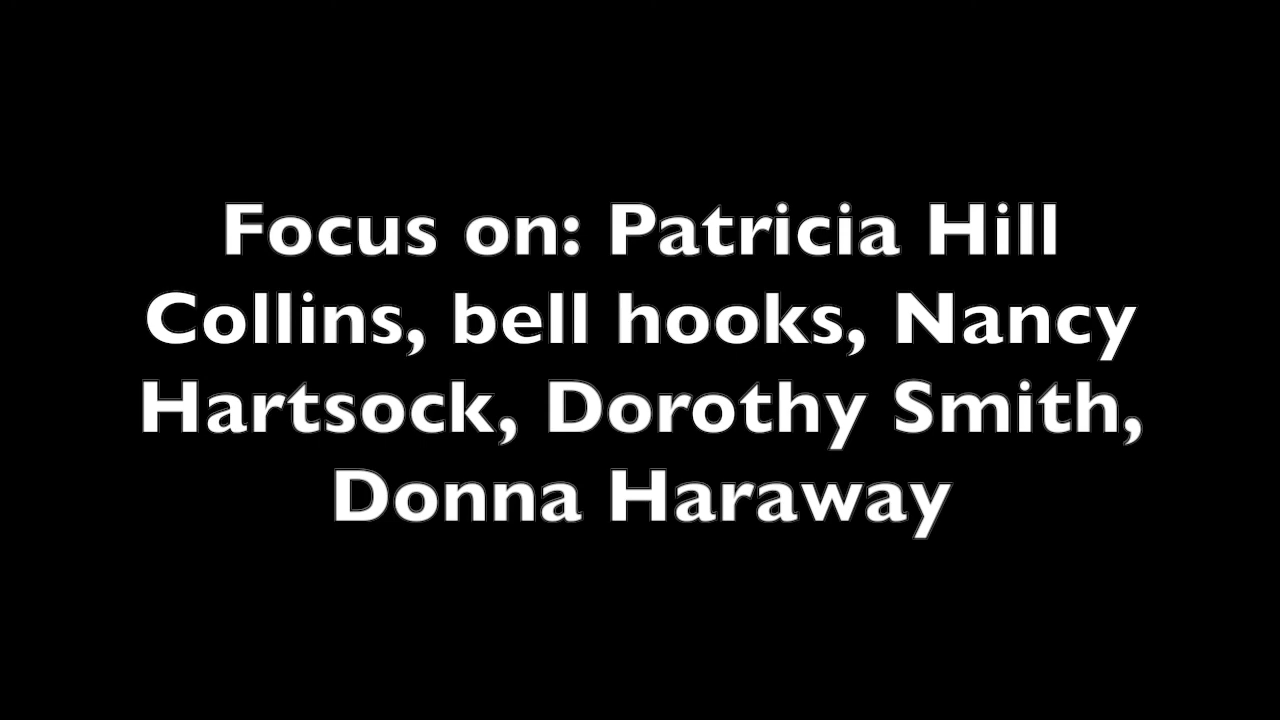 Focus on: Patricia Hill
Collins, bell hooks, Nancy
Hartsock, Dorothy Smith,
Donna Haraway